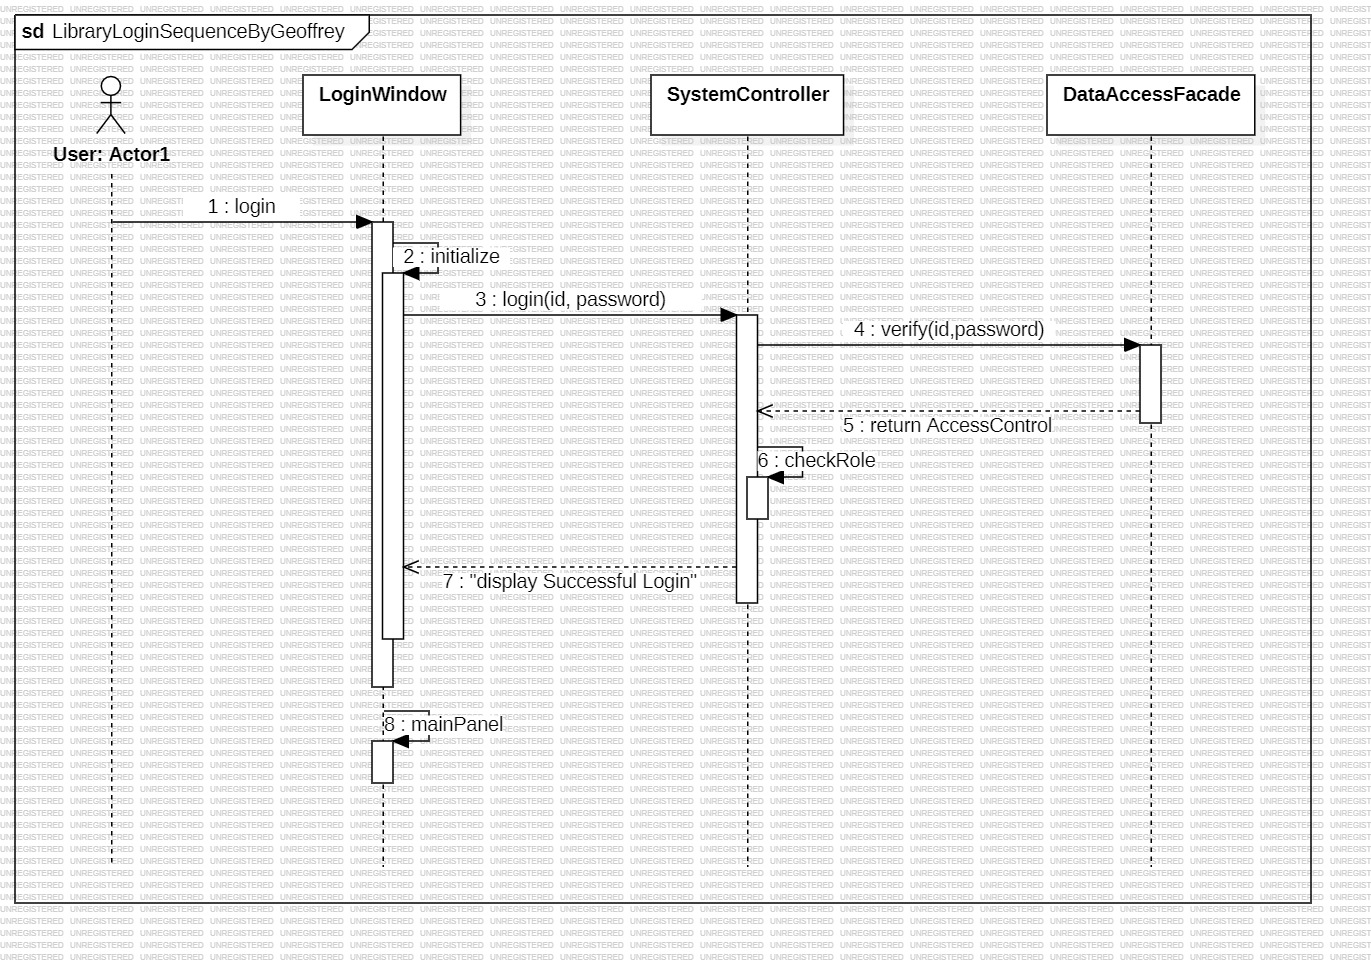 sd LibraryLoginSequenceByGeoffrey
LoginWindow
SystemController
DataAccessFacade
User: Actor1
1 : login
2 : initialize
3 : login(id, password)
4 : verify(id,password)
5 : return AccessControl
6 : checkRole
7 : "display Successful Login"
8 : mainPanel
UNREGISTERED